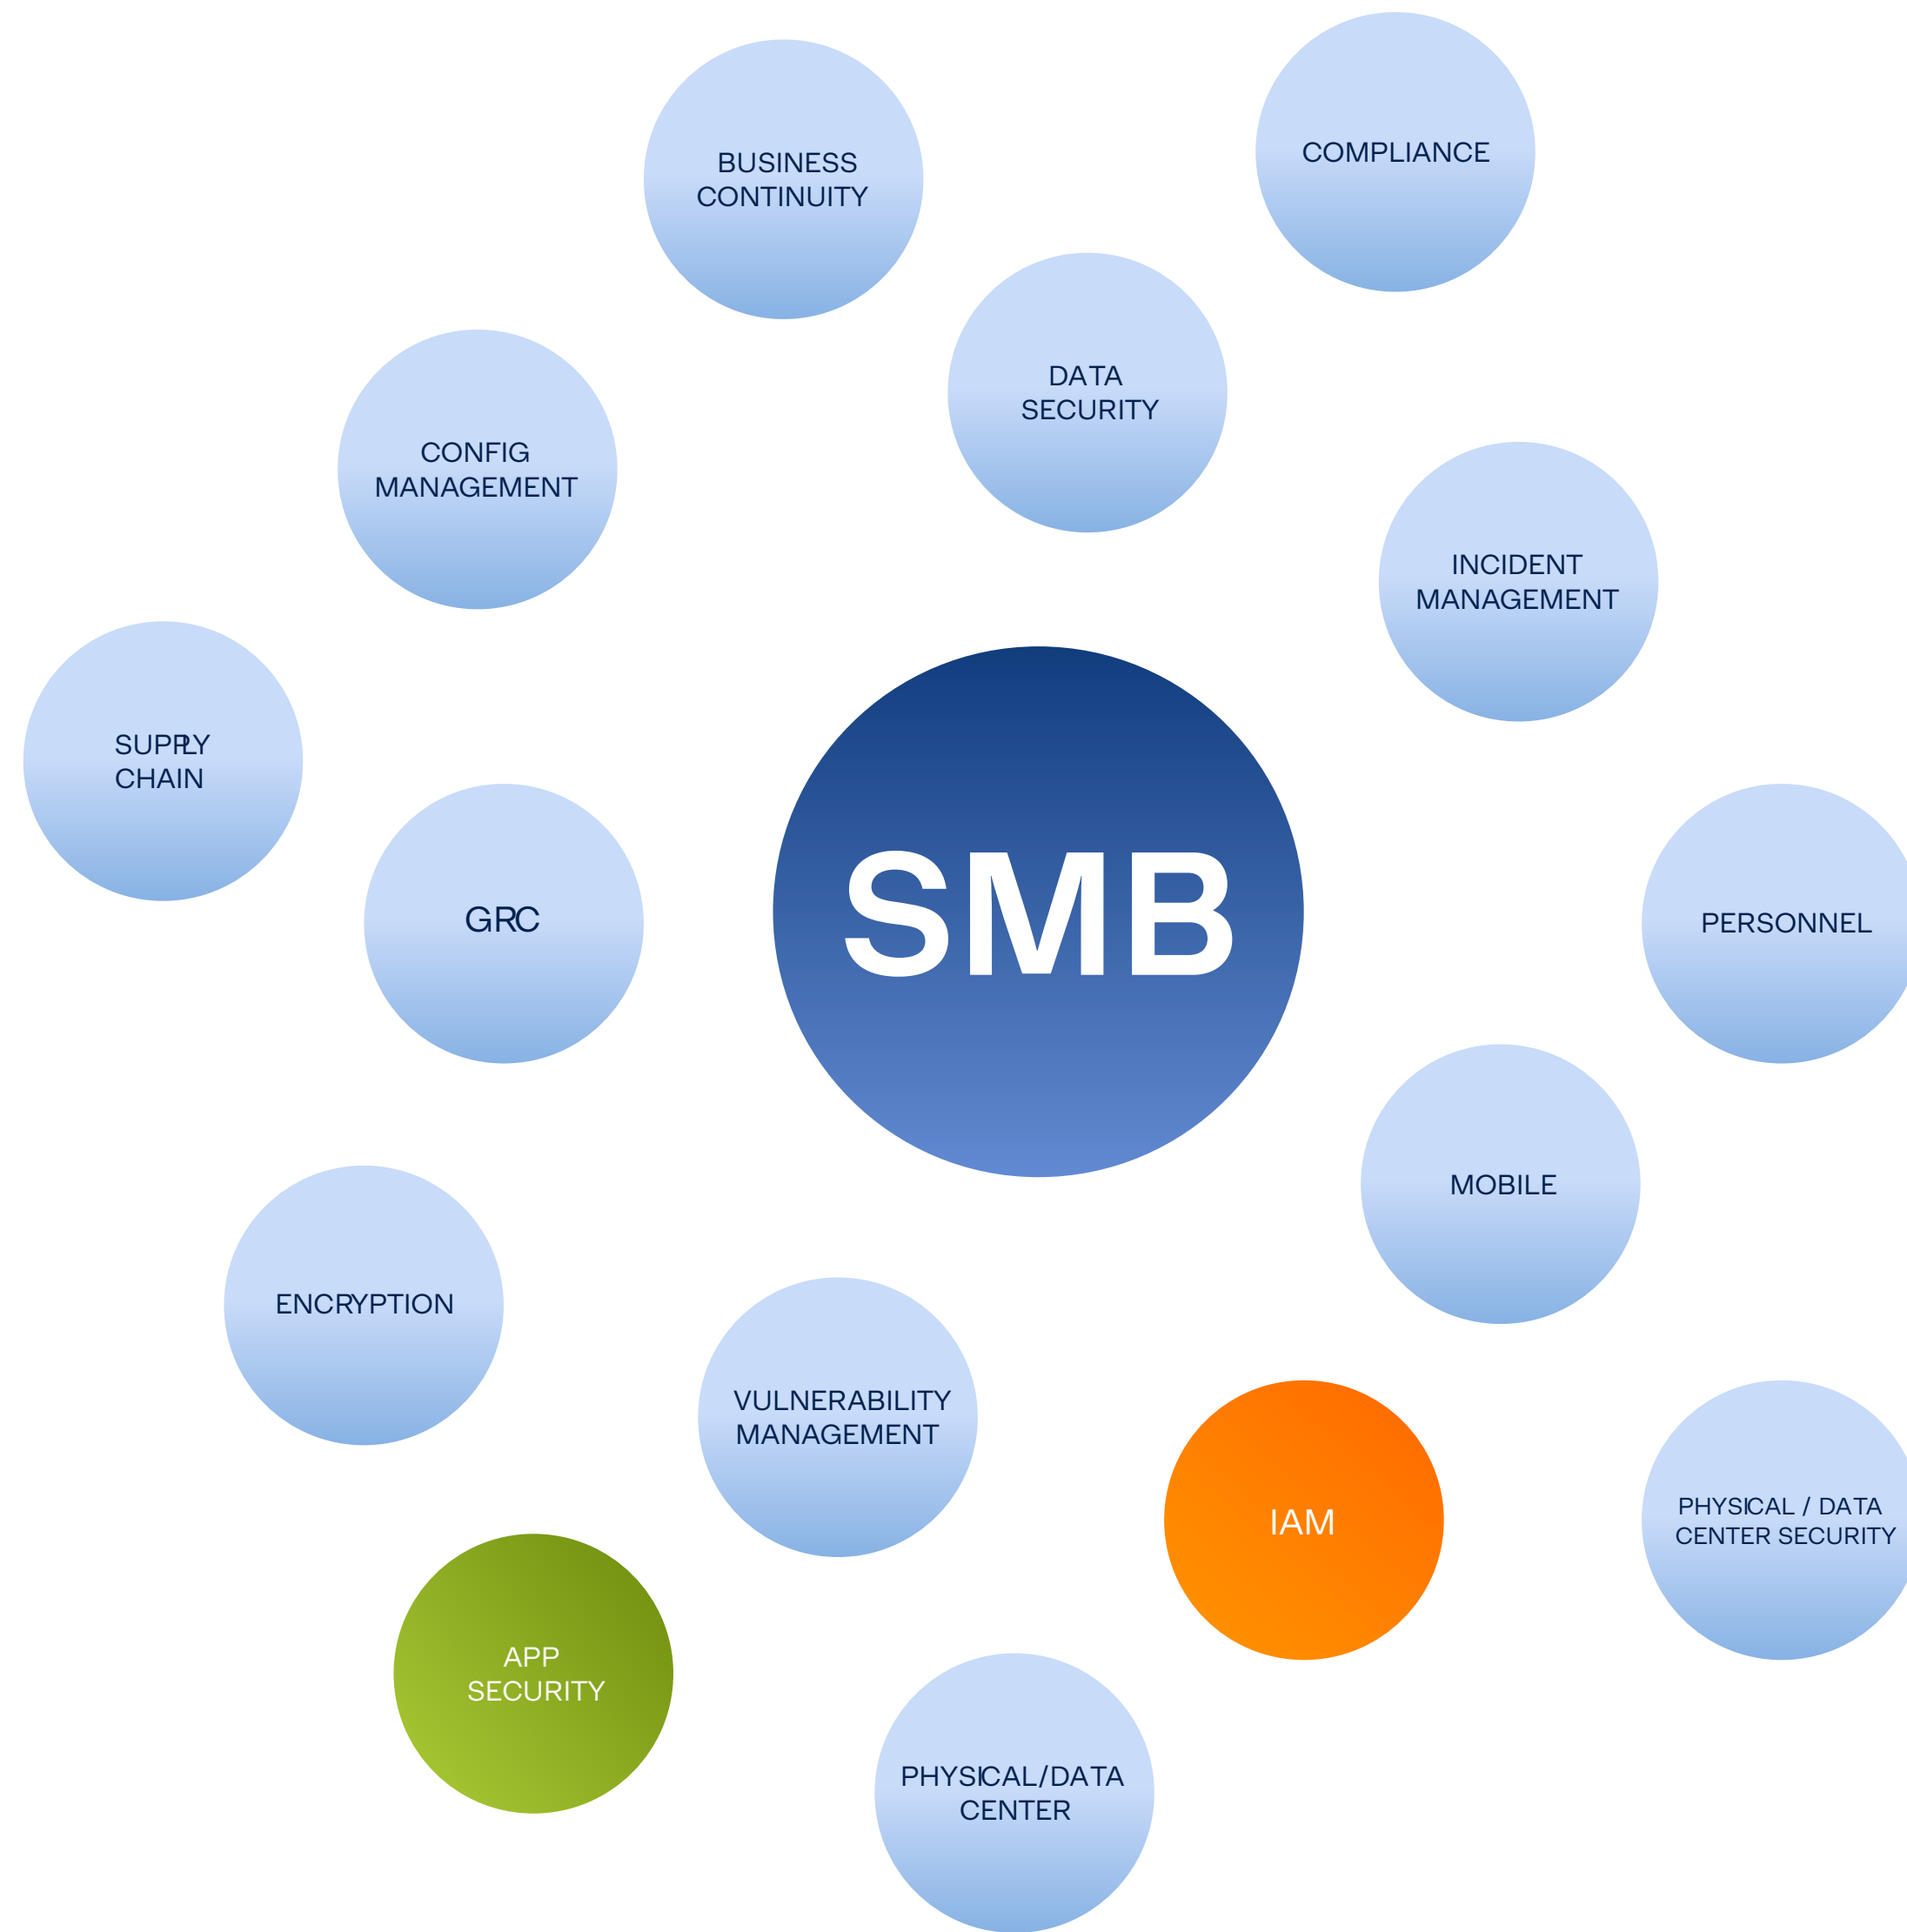 COMPLIANCE
BUSINESS
CONTINUITY
DATA
SECURITY
CONFIG
MANAGEMENT
INCIDENT
MANAGEMENT
SUPPLY
CHAIN
GRC
SMB
PERSONNEL
MOBILE
ENCRYPTION
VULNERABILITY
MANAGEMENT
IAM
PHYSICAL / DATA
CENTER SECURITY
APP
SECURITY
PHYSICAL/DATA
CENTER